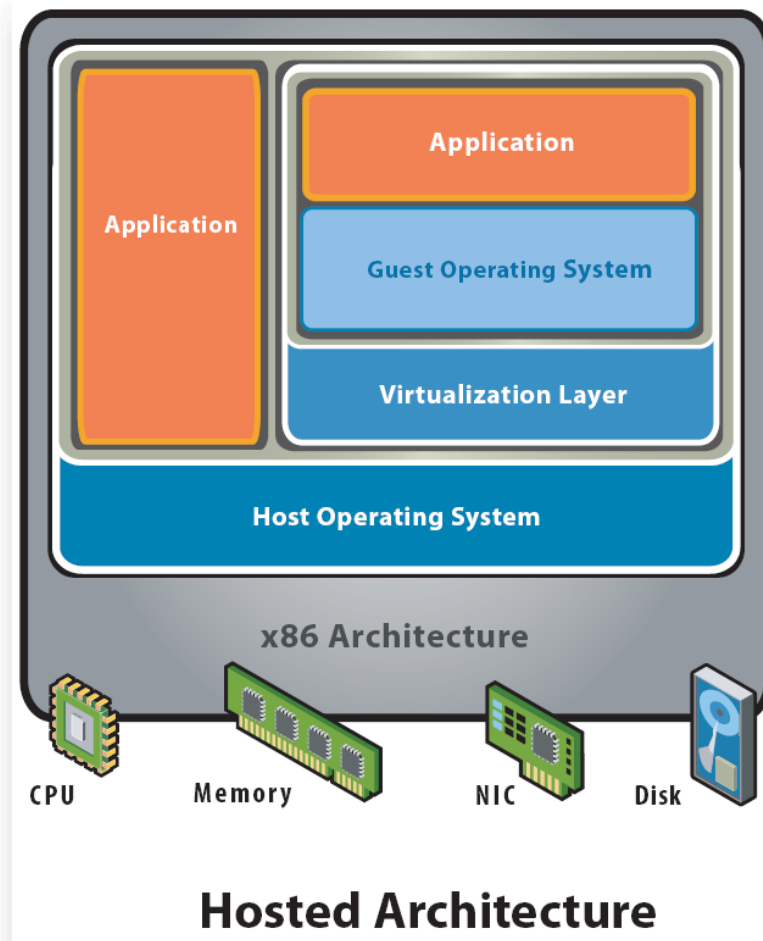 Application
Application
Guest Operating System
Virtualization Layer
Host Operating System
x86 Architecture
CPU
Memory
NIC
Disk
Hosted Architecture